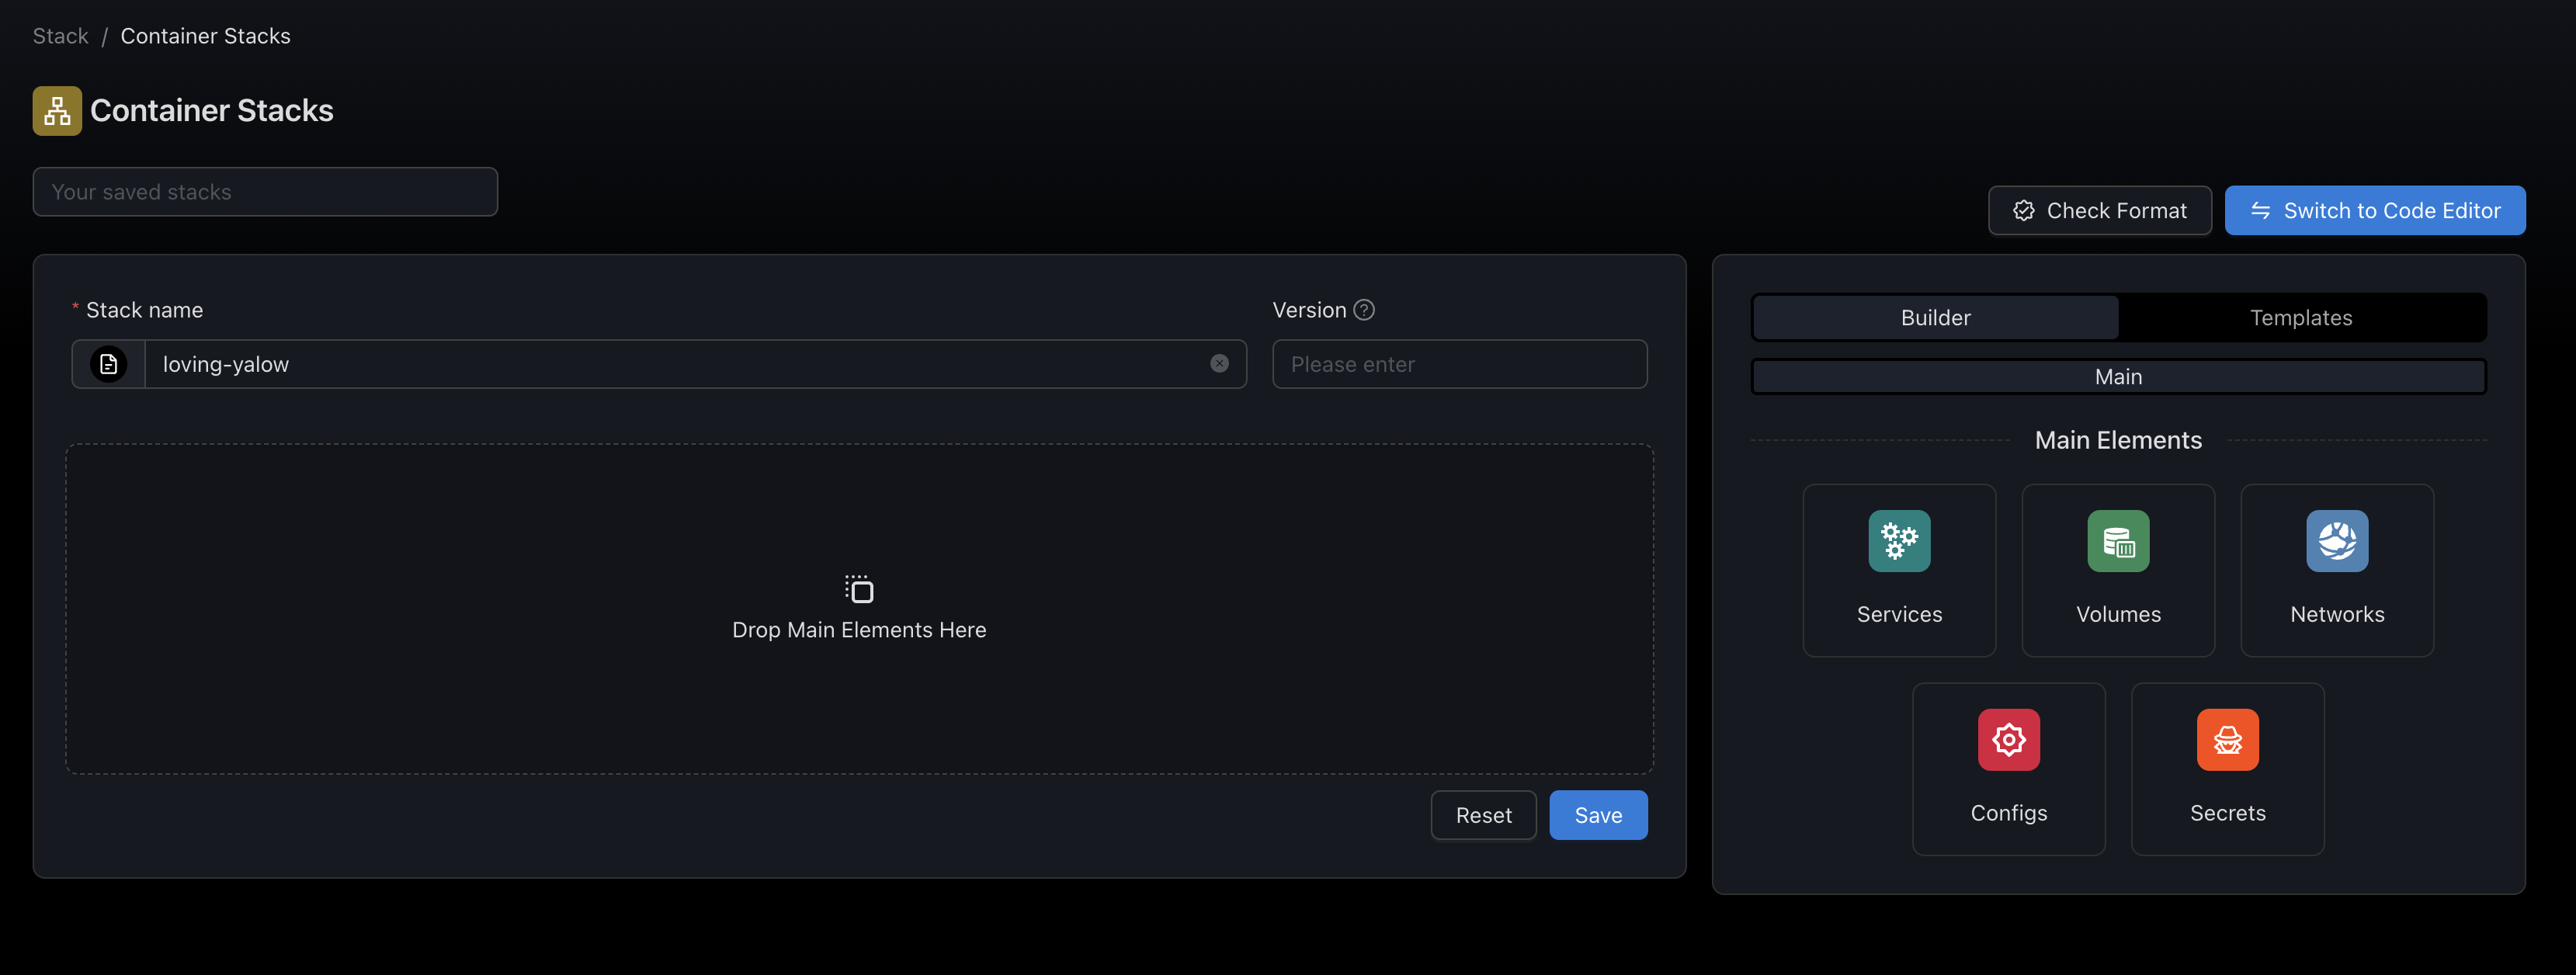 Stack / Container Stacks
Container Stacks
Your saved stacks
Check Format
Switch to Code Editor
* Stack name
Version ?
loving-yalow
Please enter
Builder
Templates
Main
Main Elements
Drop Main Elements Here
Services
Volumes
Networks
Configs
Secrets
Reset
Save